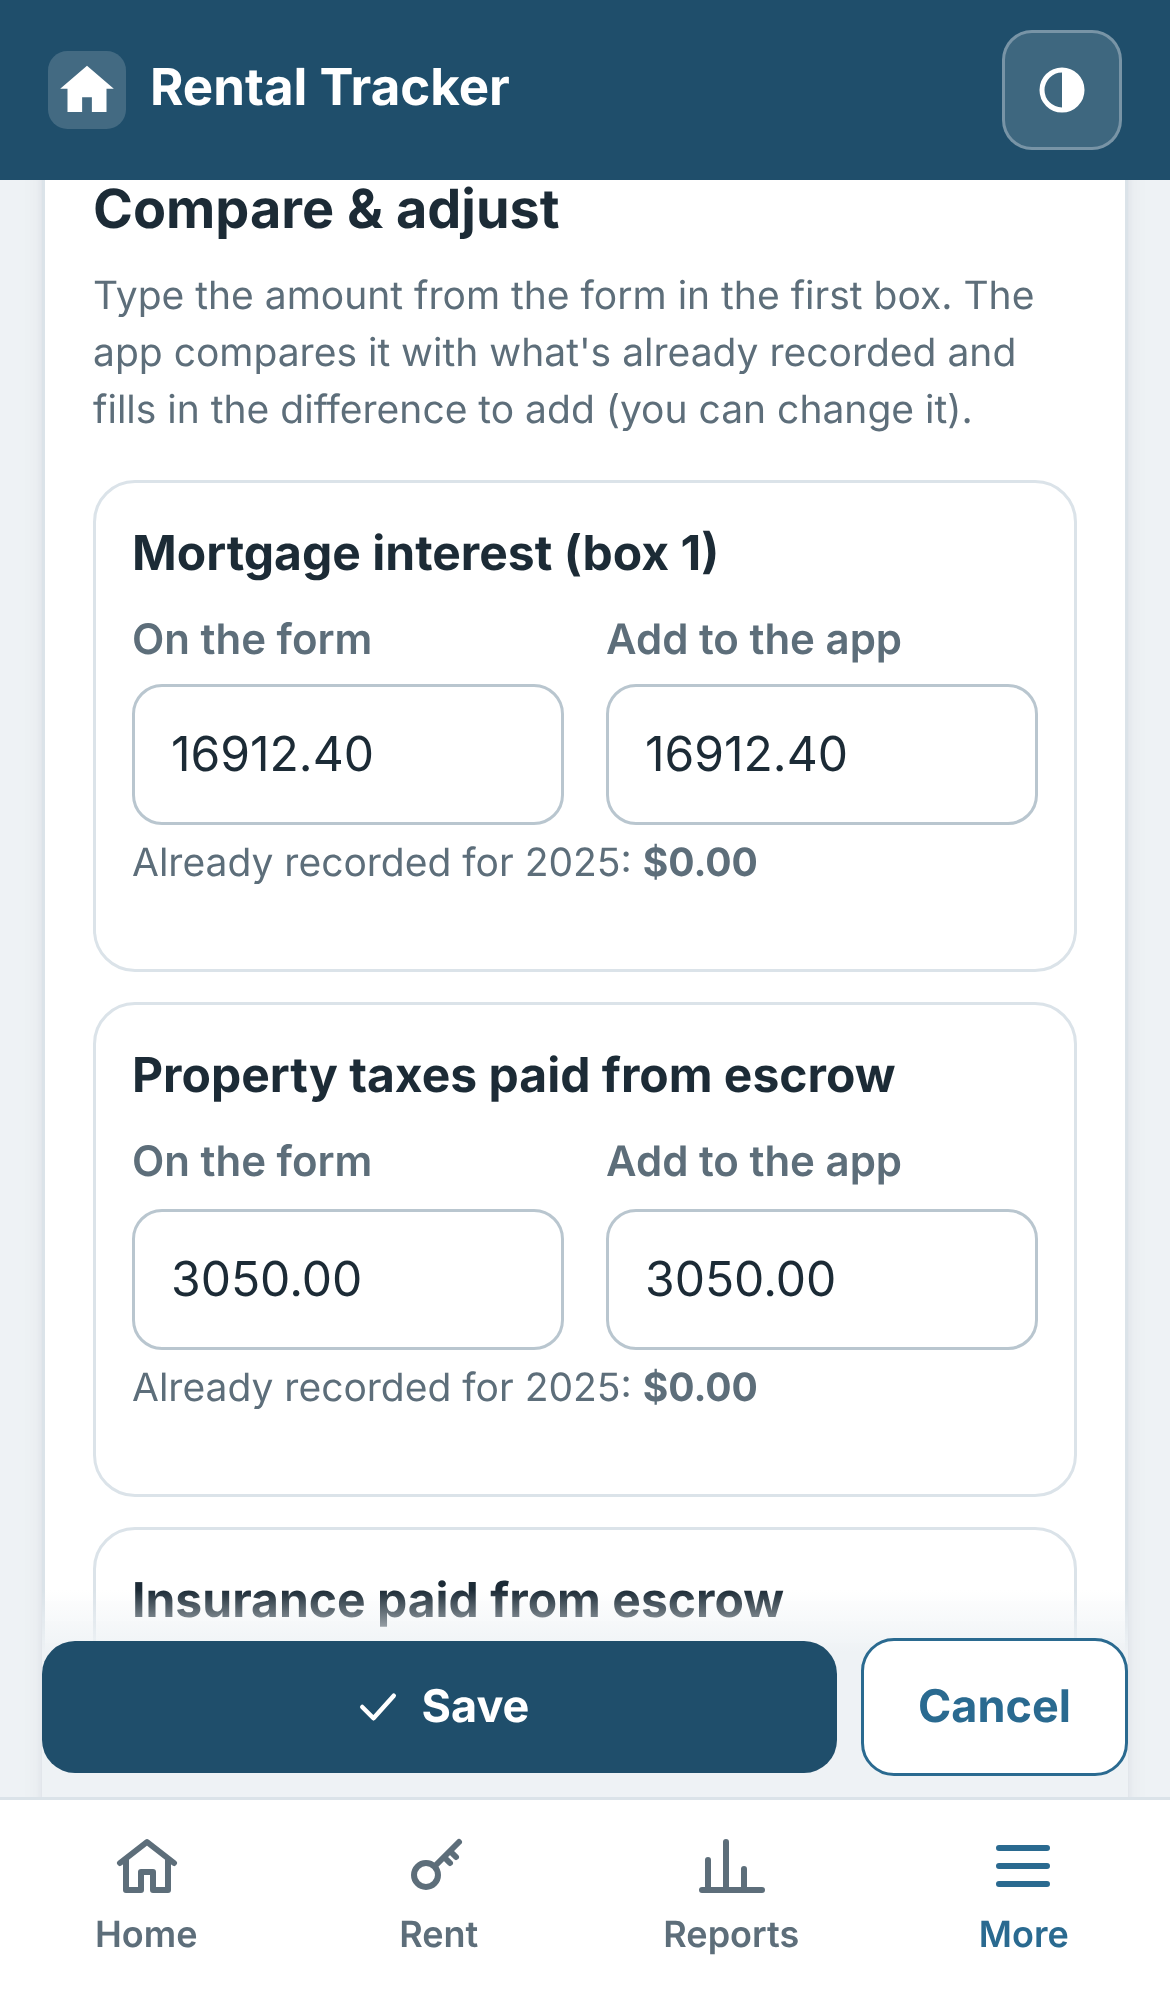 Rental Tracker
Compare & adjust
Type the amount from the form in the first box. The
app compares it with what's already recorded and
fills in the difference to add (you can change it).
Mortgage interest (box 1)
On the form
Add to the app
16912.40
16912.40
Already recorded for 2025: $0.00
Property taxes paid from escrow
On the form
Add to the app
3050.00
3050.00
Already recorded for 2025: $0.00
Insurance paid from escrow
Save
Cancel
Home
Rent
Reports
More